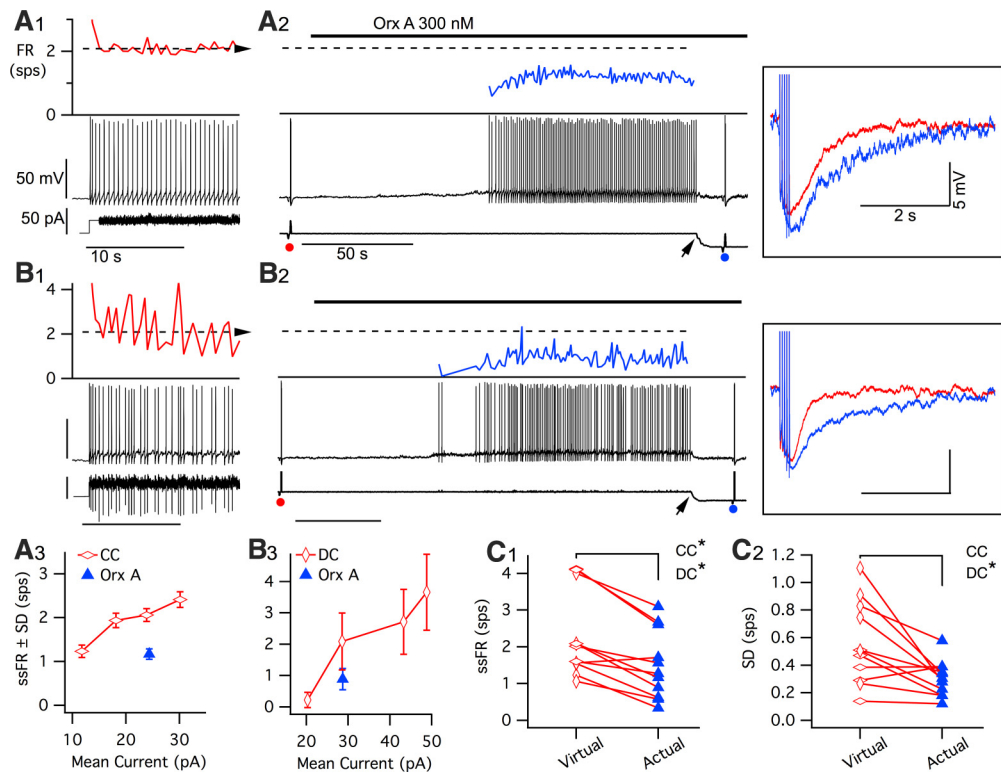 A1
A2
Orx A 300 nM
FR
(sps)
2
0
50 mV
50 pA
10 s
50 s
2 s
5 mV
B1
B2
4
2
0
A3
CC
Orx A
ssFR ± SD (sps)
3
2
1
0
10 20 30
Mean Current (pA)
B3
DC
Orx A
3
2
1
0
20 30 40 50
Mean Current (pA)
C1
CC*
DC*
ssFR (sps)
4
3
2
1
0
Virtual Actual
C2
CC
DC*
SD (sps)
1.2
1.0
0.8
0.6
0.4
0.2
0.0
Virtual Actual